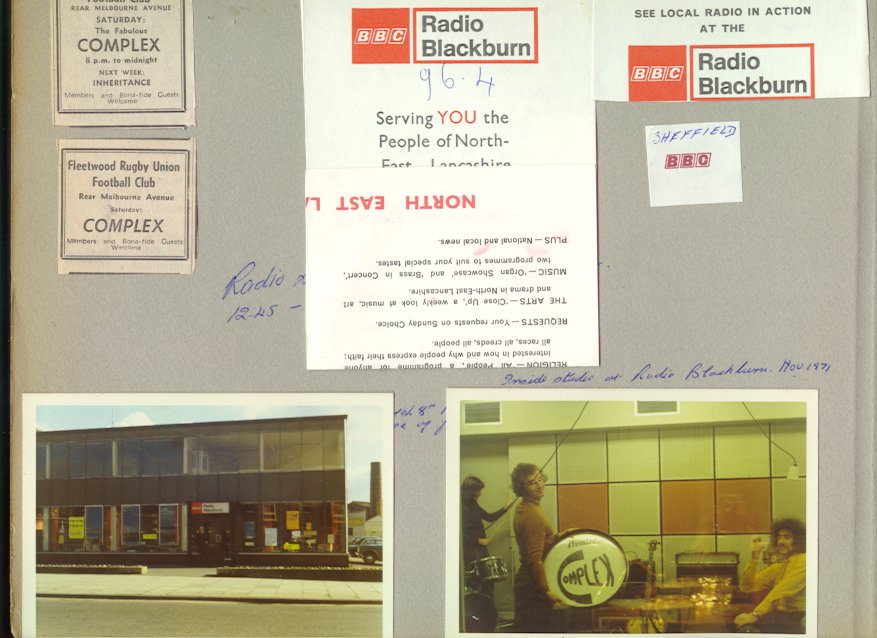 Football Club
REAR MELBOURNE AVENUE
SATURDAY:
The Fabulous
COMPLEX
8 p.m. to midnight
NEXT WEEK:
INHERITANCE
Members and Bona-fide Guests
Welcome
Fleetwood Rugby Union
Football Club
Rear Melbourne Avenue
Saturday:
COMPLEX
Members and Bona-fide Guests
Welcome
BBC Radio Blackburn
96.4
Serving YOU the
People of North-
East Lancashire
SEE LOCAL RADIO IN ACTION
AT THE
BBC Radio Blackburn
SHEFFIELD
BBC
RELIGION — 'All People', a programme for anyone
interested in how and why people express their faith;
all races, all creeds, all people.
REQUESTS — Your requests on Sunday Choice.
THE ARTS — 'Close Up', a weekly look at music, art
and drama in North-East Lancashire.
MUSIC — 'Organ Showcase' and 'Brass in Concert',
two programmes to suit your special tastes.
PLUS — National and local news.
NORTH EAST
Radio
12.45 –
Inside studio at Radio Blackburn. Nov 1971
BBC Radio Blackburn
Premier
COMPLEX